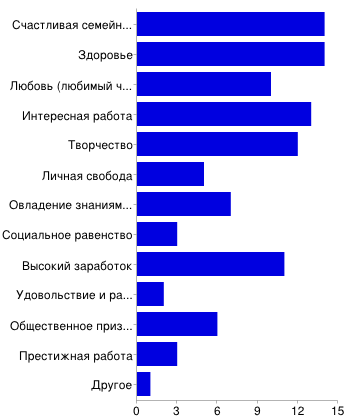 Счастливая семейн...
Здоровье
Любовь (любимый ч...
Интересная работа
Творчество
Личная свобода
Овладение знаниям...
Социальное равенство
Высокий заработок
Удовольствие и ра...
Общественное приз...
Престижная работа
Другое
0 3 6 9 12 15